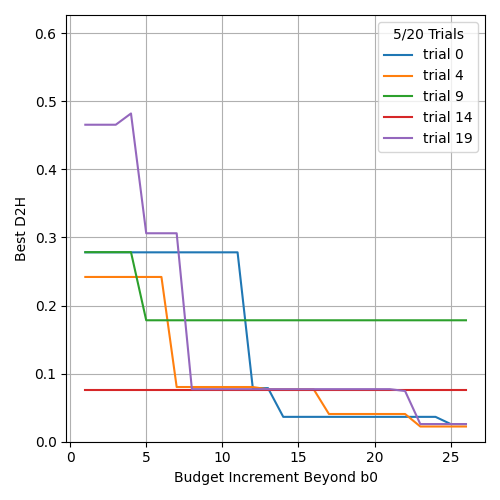 5/20 Trials
trial 0
trial 4
trial 9
trial 14
trial 19
Best D2H
0.6
0.5
0.4
0.3
0.2
0.1
0.0
0 5 10 15 20 25
Budget Increment Beyond b0